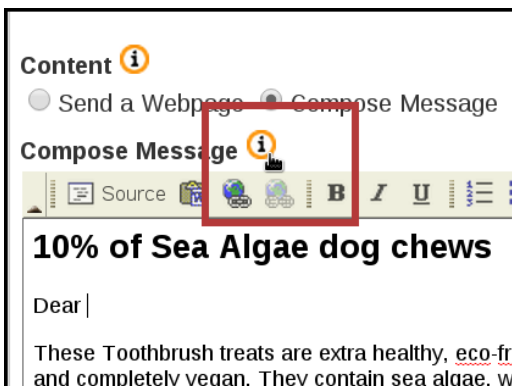 Content
Send a Webpage Compose Message
Compose Message
Source B I U
10% of Sea Algae dog chews
Dear
These Toothbrush treats are extra healthy,
and completely vegan. They contain sea algae,